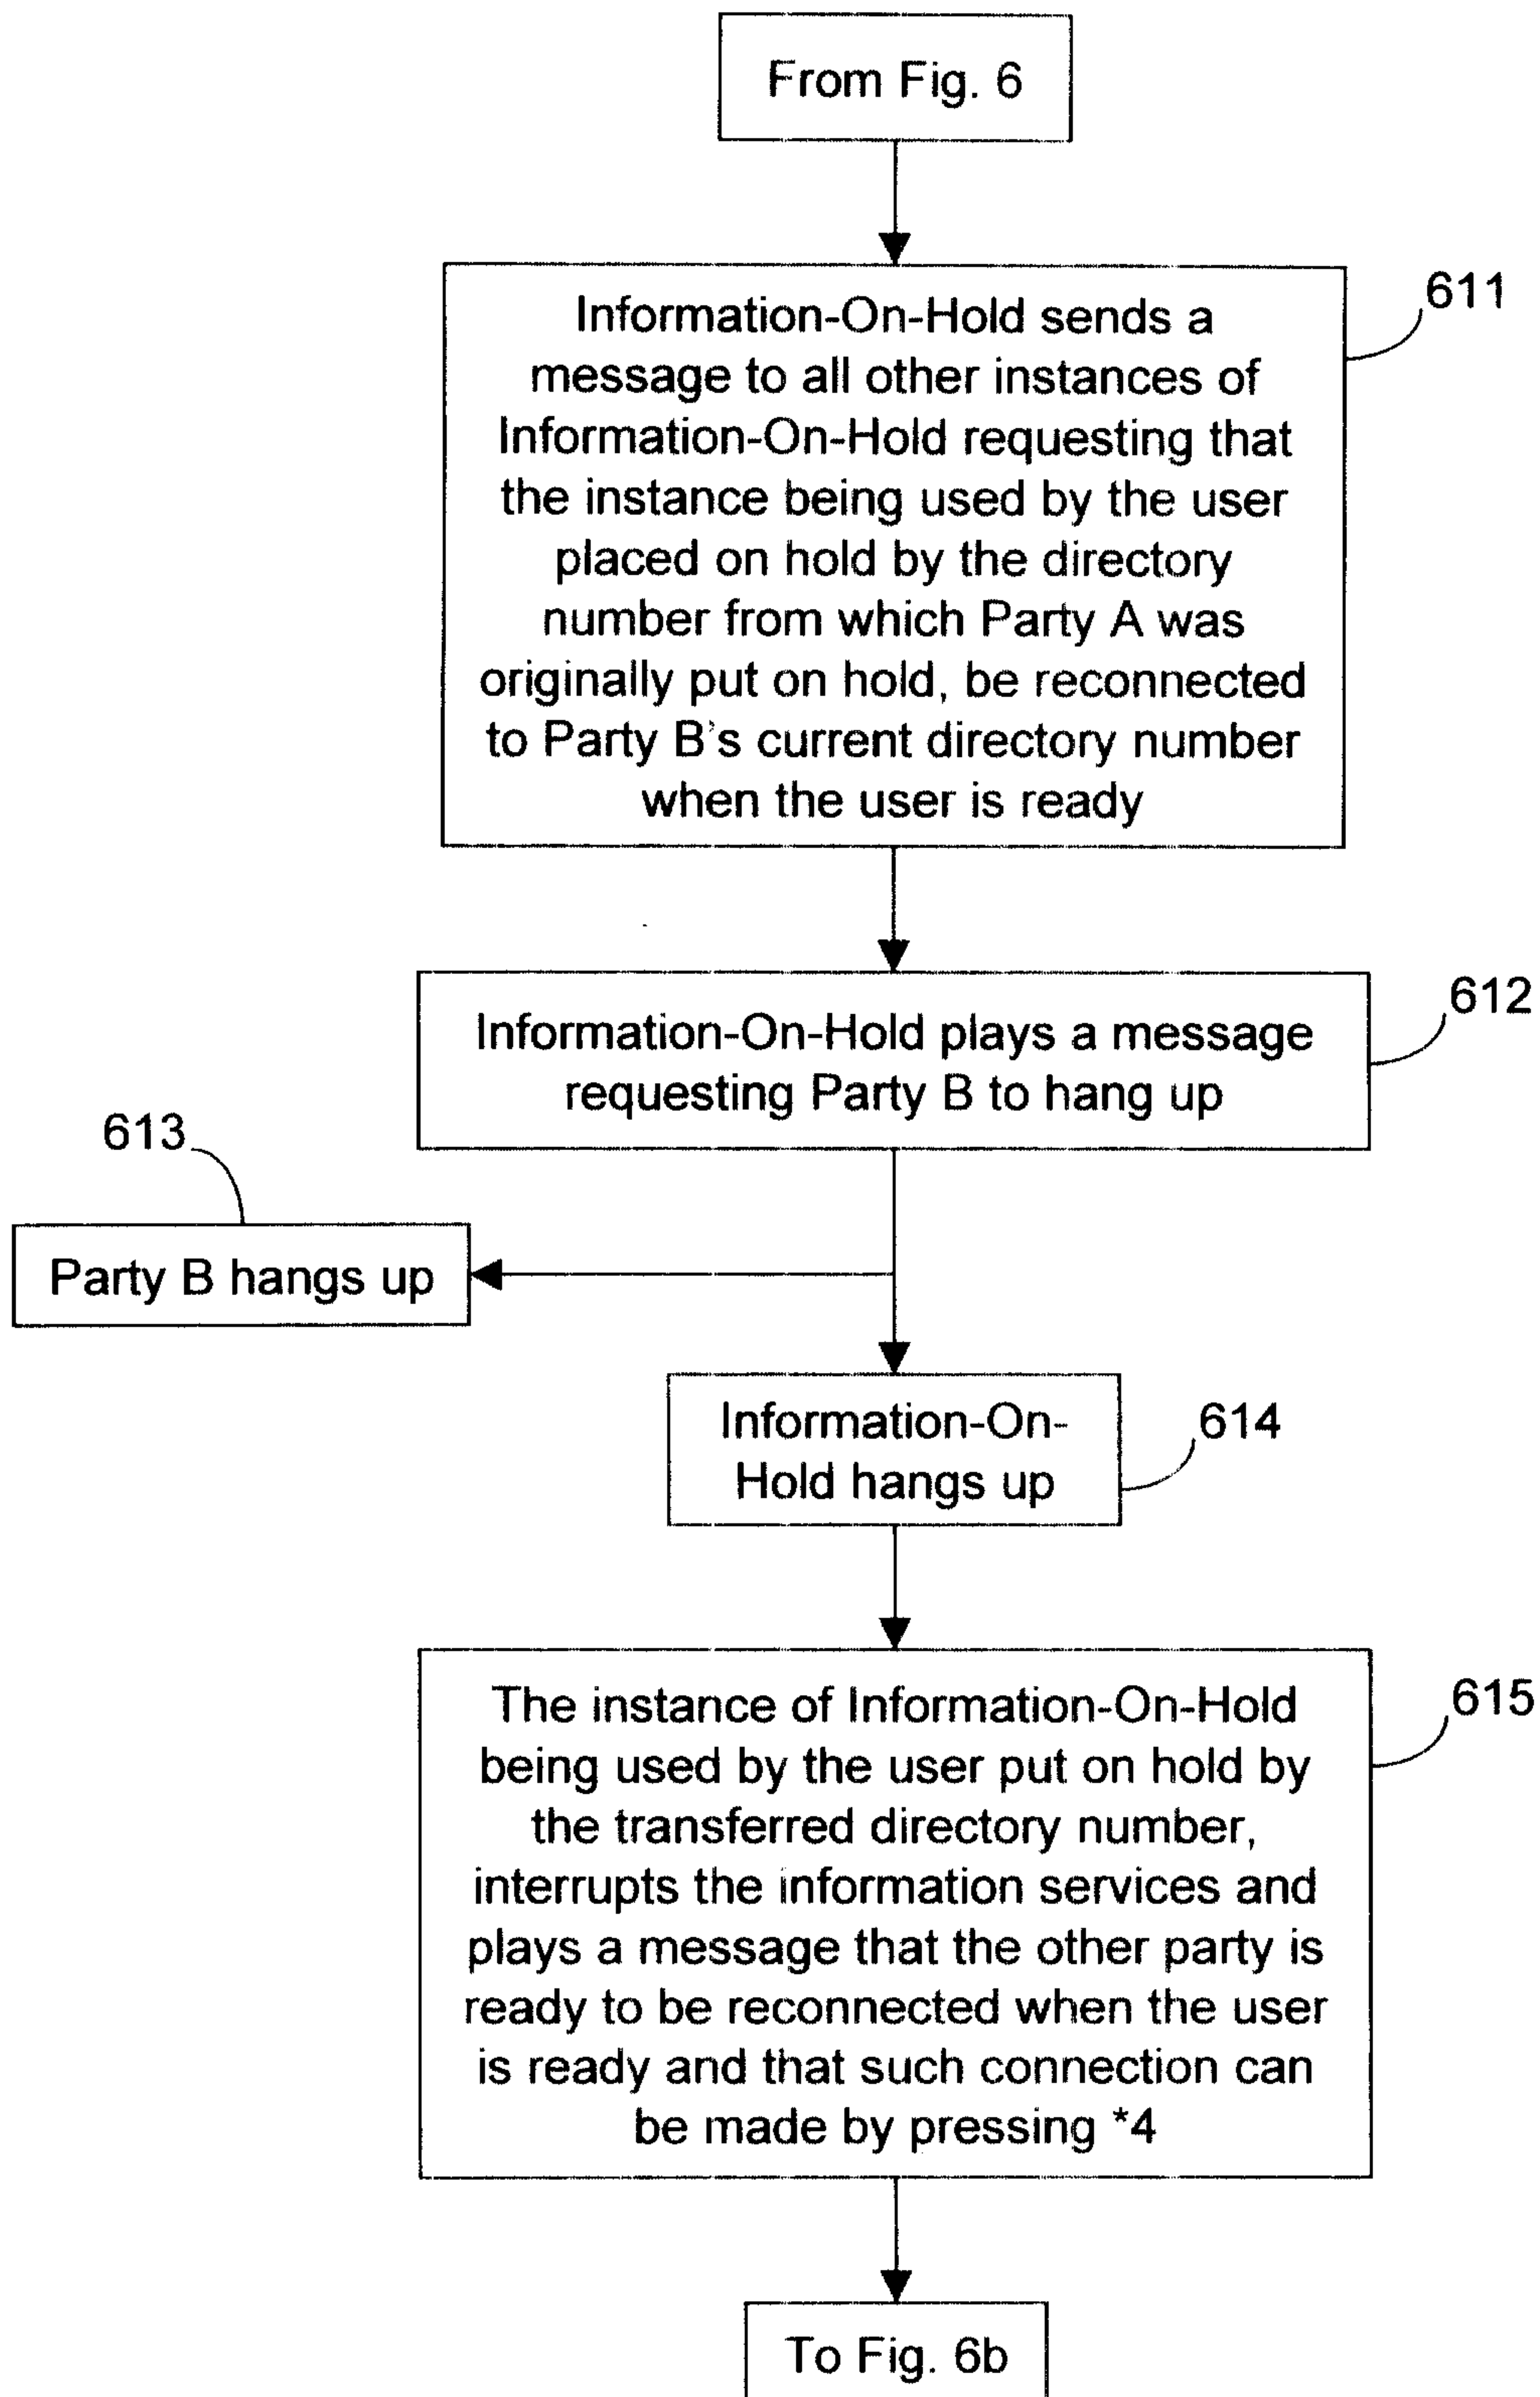 From Fig. 6
611
Information-On-Hold sends a
message to all other instances of
Information-On-Hold requesting that
the instance being used by the user
placed on hold by the directory
number from which Party A was
originally put on hold, be reconnected
to Party B's current directory number
when the user is ready
612
Information-On-Hold plays a message
requesting Party B to hang up
613
Party B hangs up
614
Information-On-
Hold hangs up
615
The instance of Information-On-Hold
being used by the user put on hold by
the transferred directory number,
interrupts the information services and
plays a message that the other party is
ready to be reconnected when the user
is ready and that such connection can
be made by pressing *4
To Fig. 6b